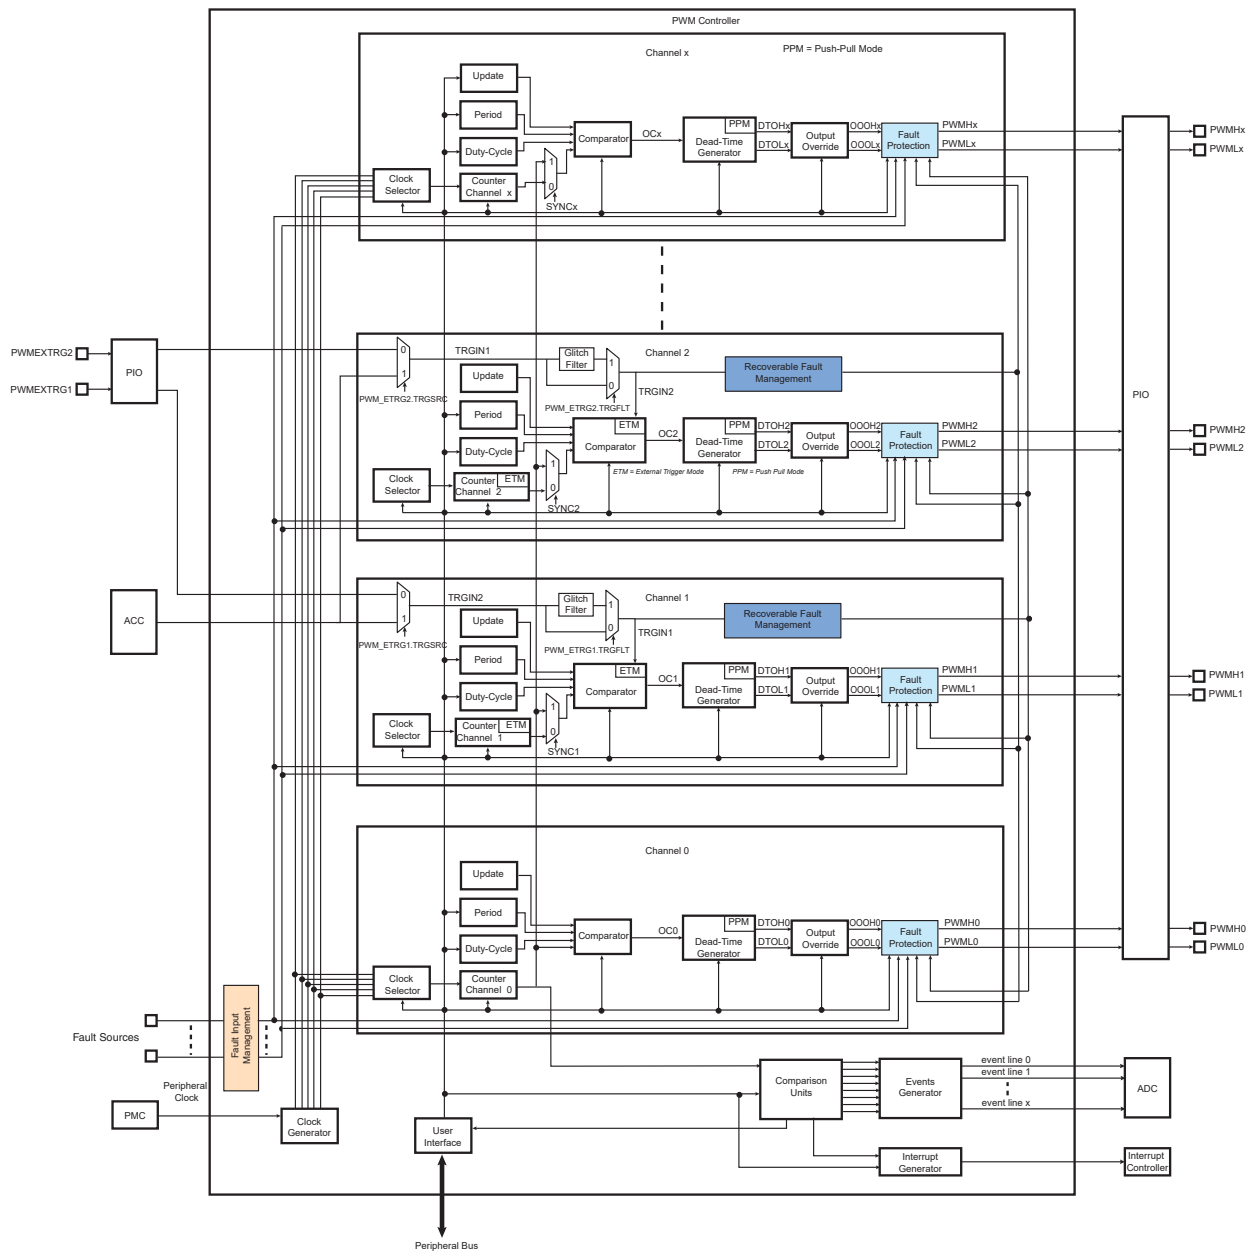 PWM Controller
Channel x
PPM = Push-Pull Mode
Update
Period
Comparator
OCx
PPM
Dead-Time
Generator
DTOHx
DTOLx
Output
Override
OOOHx
OOOLx
Fault
Protection
PWMHx
PWMLx
PWMHx
PWMLx
Duty-Cycle
Clock
Selector
Counter
Channel x
1
0
SYNCx
PWMEXTRG2
PWMEXTRG1
PIO
0
1
TRGIN1
PWM_ETRG2.TRGSRC
Glitch
Filter
1
0
PWM_ETRG2.TRGFLT
Channel 2
TRGIN2
Recoverable Fault
Management
PIO
Update
Period
Duty-Cycle
ETM
Comparator
OC2
PPM
Dead-Time
Generator
DTOH2
DTOL2
Output
Override
OOOH2
OOOL2
Fault
Protection
PWMH2
PWML2
PWMH2
PWML2
ETM = External Trigger Mode
PPM = Push Pull Mode
Clock
Selector
Counter
ETM
Channel 2
1
0
SYNC2
ACC
0
1
TRGIN2
PWM_ETRG1.TRGSRC
Glitch
Filter
1
0
PWM_ETRG1.TRGFLT
Channel 1
TRGIN1
Recoverable Fault
Management
Update
Period
Duty-Cycle
ETM
Comparator
OC1
PPM
Dead-Time
Generator
DTOH1
DTOL1
Output
Override
OOOH1
OOOL1
Fault
Protection
PWMH1
PWML1
PWMH1
PWML1
Clock
Selector
Counter
ETM
Channel 1
1
0
SYNC1
Channel 0
Update
Period
Duty-Cycle
Comparator
OC0
PPM
Dead-Time
Generator
DTOH0
DTOL0
Output
Override
OOOH0
OOOL0
Fault
Protection
PWMH0
PWML0
PWMH0
PWML0
Clock
Selector
Counter
Channel 0
Fault Sources
Fault Input
Management
Peripheral
Clock
PMC
Clock
Generator
User
Interface
Comparison
Units
Events
Generator
event line 0
event line 1
event line x
ADC
Interrupt
Generator
Interrupt
Controller
Peripheral Bus